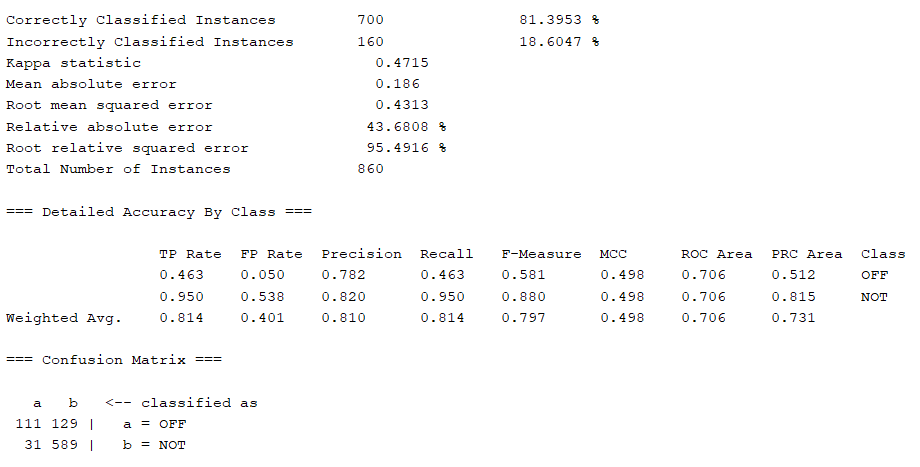 Correctly Classified Instances 700 81.3953 %
Incorrectly Classified Instances 160 18.6047 %
Kappa statistic 0.4715
Mean absolute error 0.186
Root mean squared error 0.4313
Relative absolute error 43.6808 %
Root relative squared error 95.4916 %
Total Number of Instances 860
=== Detailed Accuracy By Class ===
TP Rate FP Rate Precision Recall F-Measure MCC ROC Area PRC Area Class
0.463 0.050 0.782 0.463 0.581 0.498 0.706 0.512 OFF
0.950 0.538 0.820 0.950 0.880 0.498 0.706 0.815 NOT
Weighted Avg. 0.814 0.401 0.810 0.814 0.797 0.498 0.706 0.731
=== Confusion Matrix ===
a b <-- classified as
111 129 | a = OFF
31 589 | b = NOT